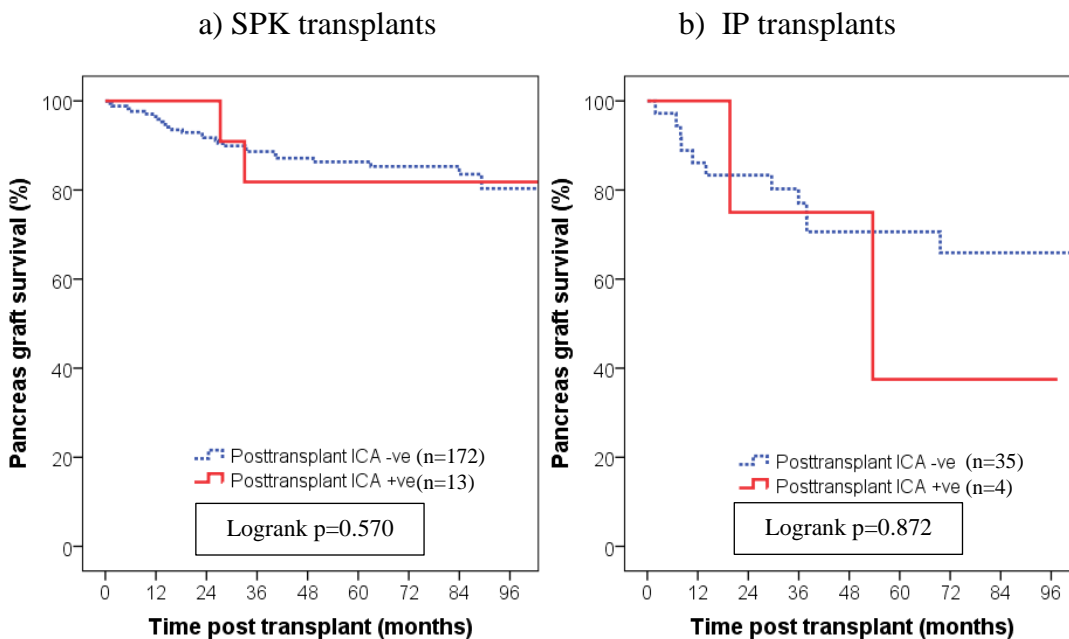 a) SPK transplants
Pancreas graft survival (%)
100
80
60
40
20
0
Posttransplant ICA -ve (n=172)
Posttransplant ICA +ve (n=13)
Logrank p=0.570
0 12 24 36 48 60 72 84 96
Time post transplant (months)
b) IP transplants
Pancreas graft survival (%)
100
80
60
40
20
0
Posttransplant ICA -ve (n=35)
Posttransplant ICA +ve (n=4)
Logrank p=0.872
0 12 24 36 48 60 72 84 96
Time post transplant (months)